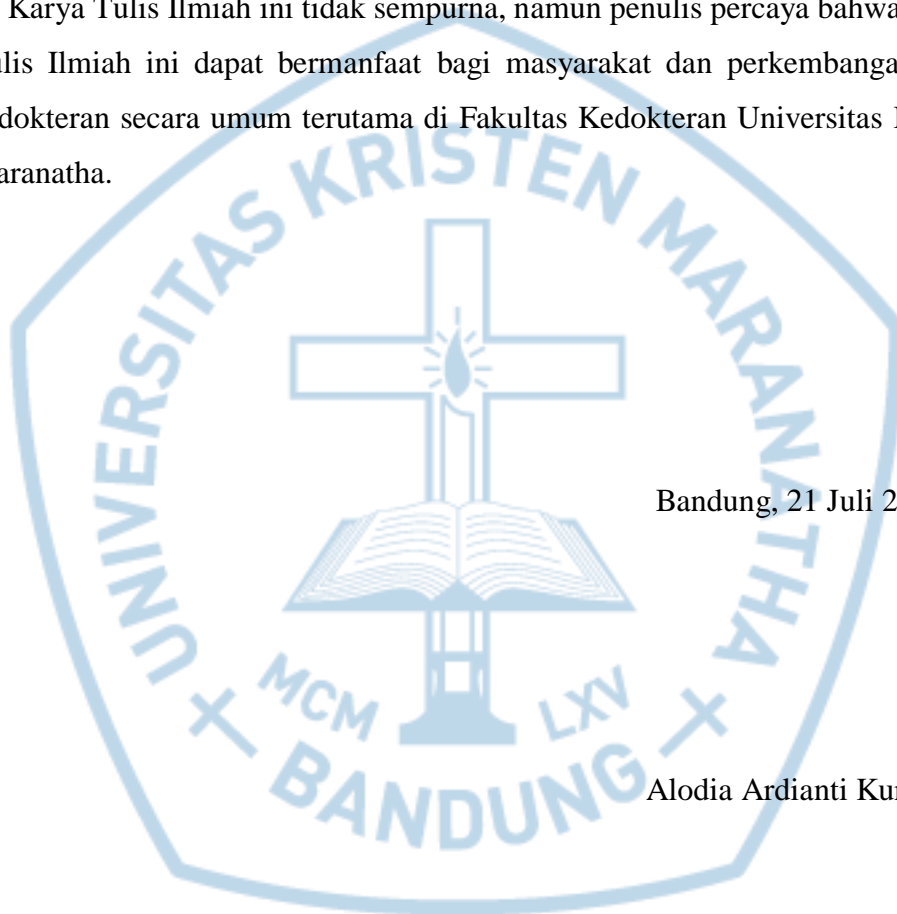 Karya Tulis Ilmiah ini tidak sempurna, namun penulis percaya bahwa
ulis Ilmiah ini dapat bermanfaat bagi masyarakat dan perkembanga
dokteran secara umum terutama di Fakultas Kedokteran Universitas
aranatha.
UNIVERSITAS KRISTEN MARANATHA
Bandung, 21 Juli 2
MCM LXV
BANDUNG
Alodia Ardianti Kur